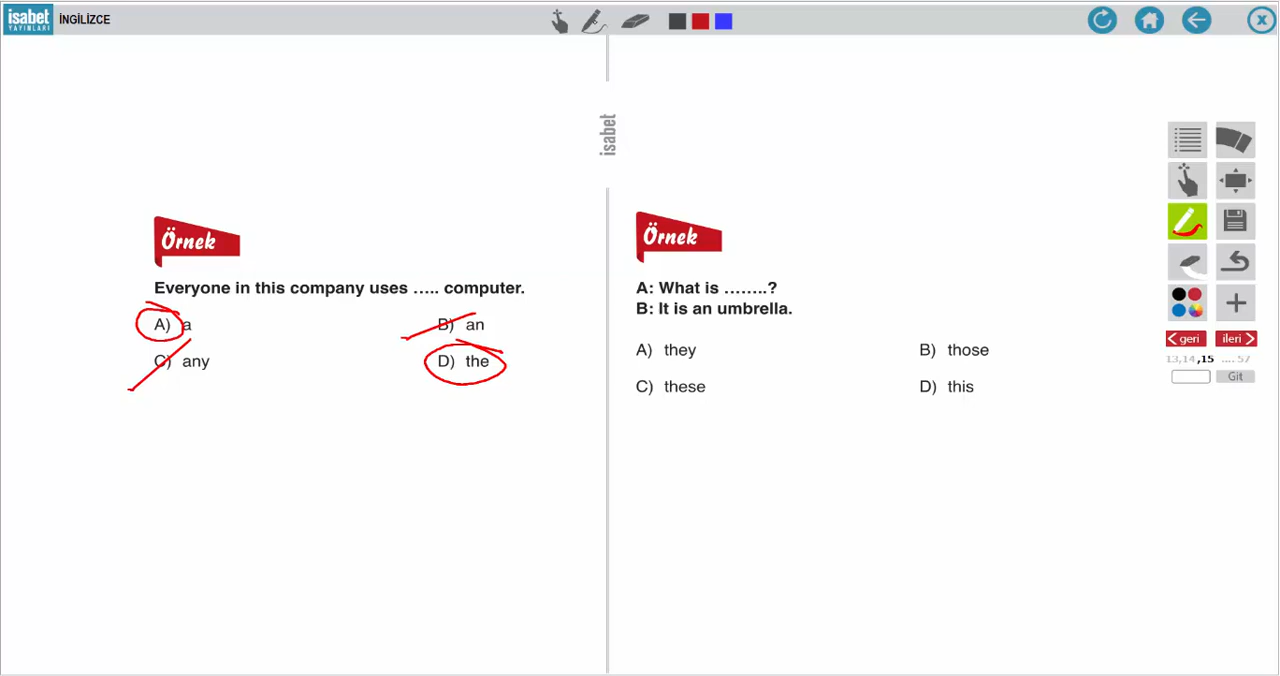 isabet
YAYINLARI
İNGİLİZCE
isabet
Örnek
Everyone in this company uses ..... computer.
A) a
B) an
C) any
D) the
Örnek
A: What is ........?
B: It is an umbrella.
A) they
B) those
C) these
D) this
geri
ileri
13,14,15 .... 57
Git